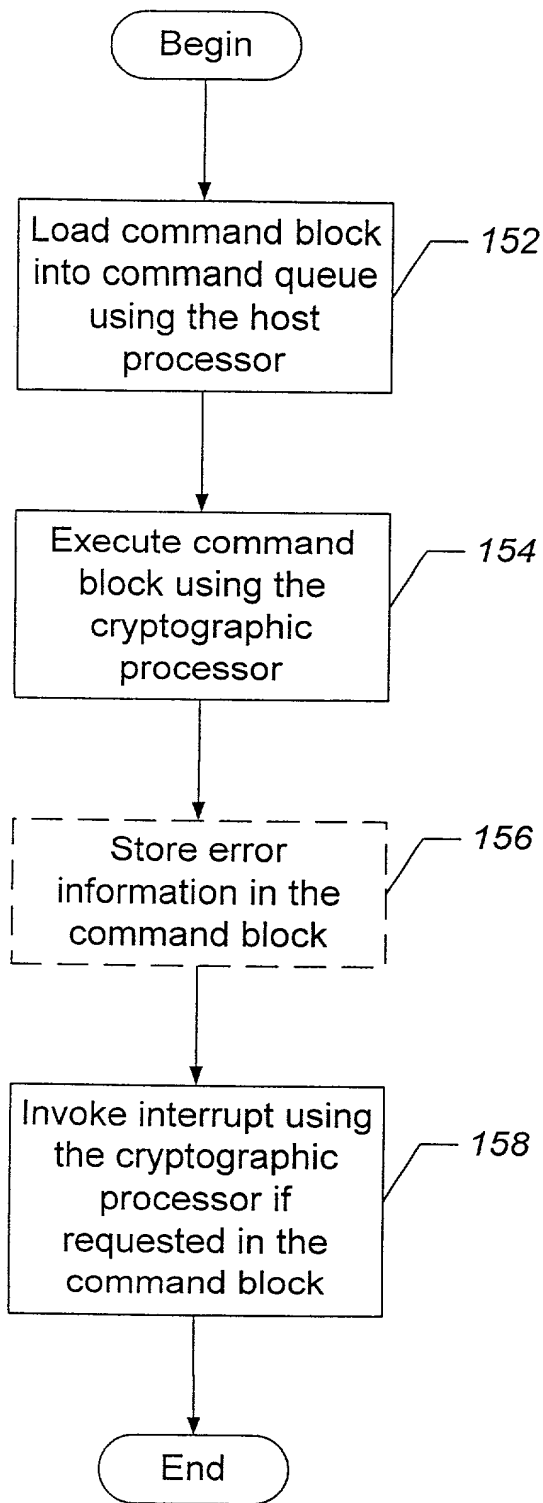 Begin
Load command block
into command queue
using the host
processor
152
Execute command
block using the
cryptographic
processor
154
Store error
information in the
command block
156
Invoke interrupt using
the cryptographic
processor if
requested in the
command block
158
End